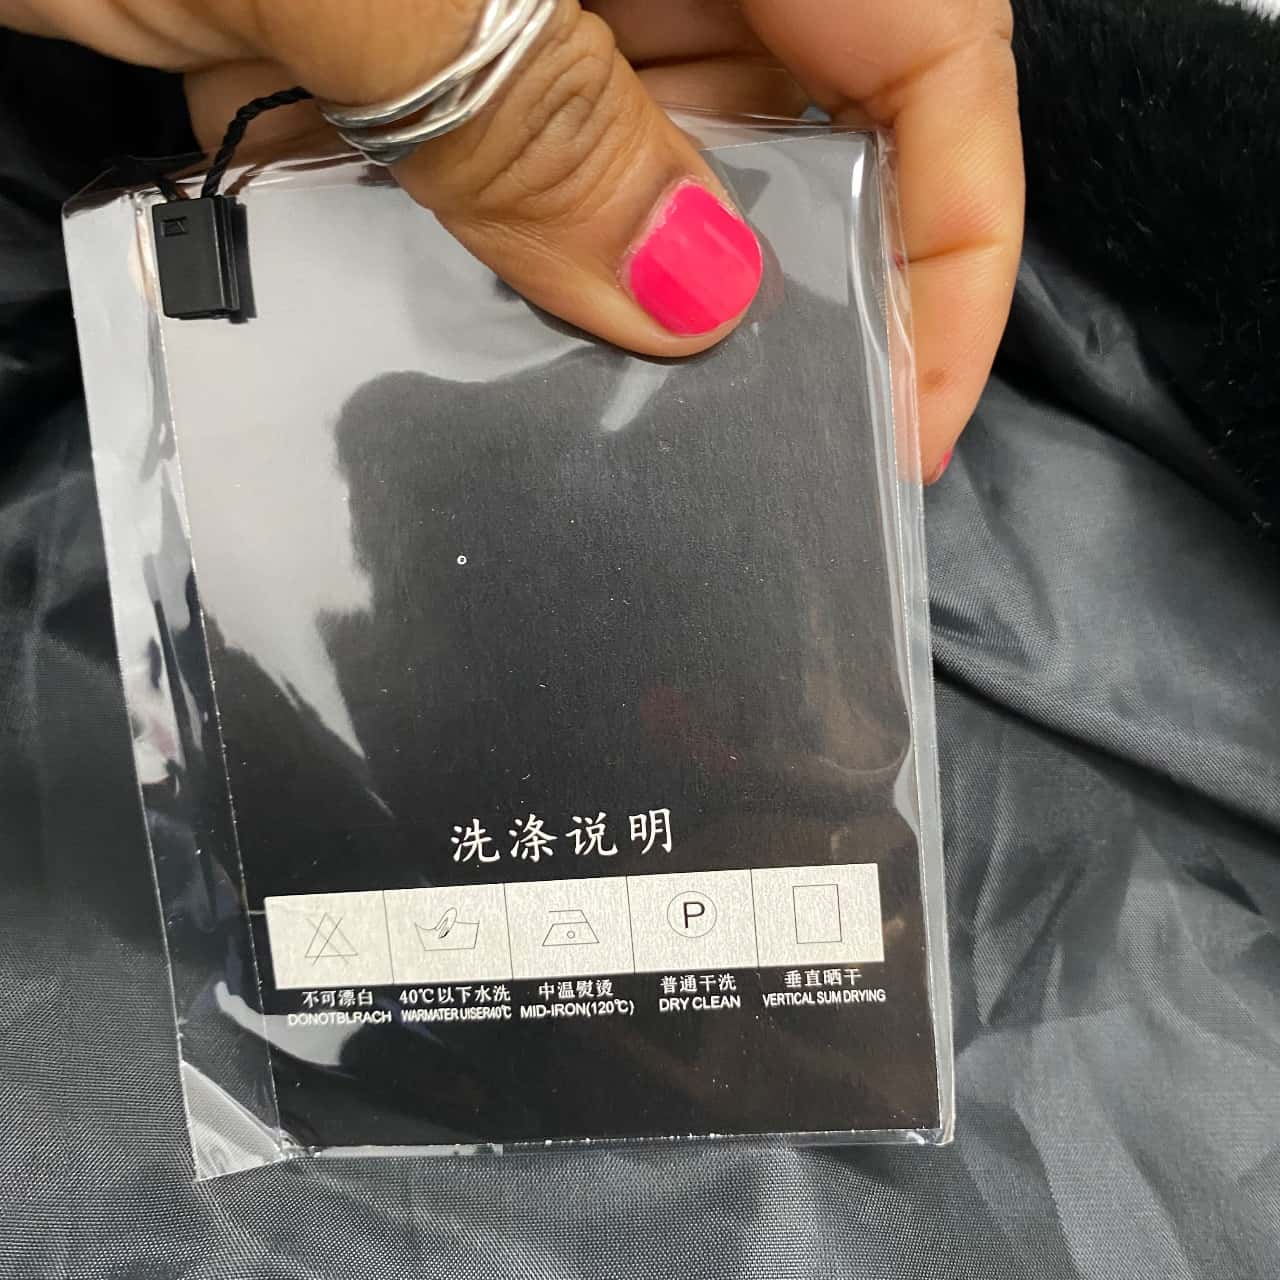 洗涤说明
P
不可漂白 40℃以下水洗 中温熨烫 普通干洗 垂直晒干
DONOTBLRACH WARMATER UISER40℃ MID-IRON(120℃) DRY CLEAN VERTICAL SUM DRYING